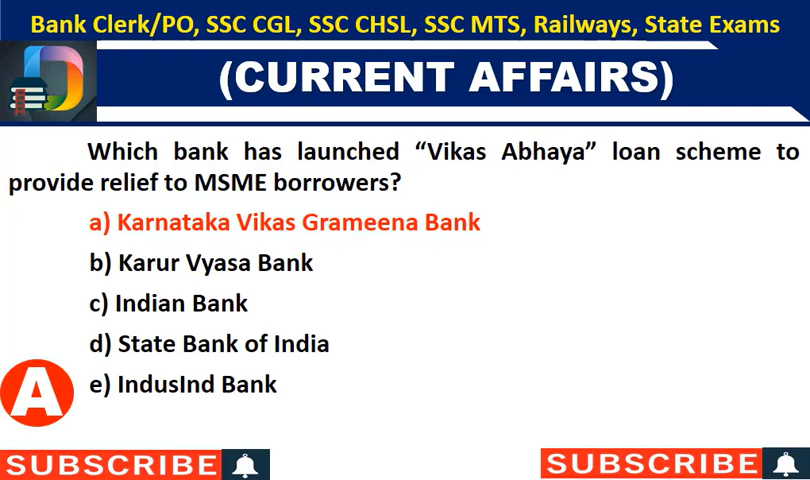 Bank Clerk/PO, SSC CGL, SSC CHSL, SSC MTS, Railways, State Exams
(CURRENT AFFAIRS)
Which bank has launched “Vikas Abhaya” loan scheme to
provide relief to MSME borrowers?
a) Karnataka Vikas Grameena Bank
b) Karur Vyasa Bank
c) Indian Bank
d) State Bank of India
e) IndusInd Bank
A
SUBSCRIBE
SUBSCRIBE